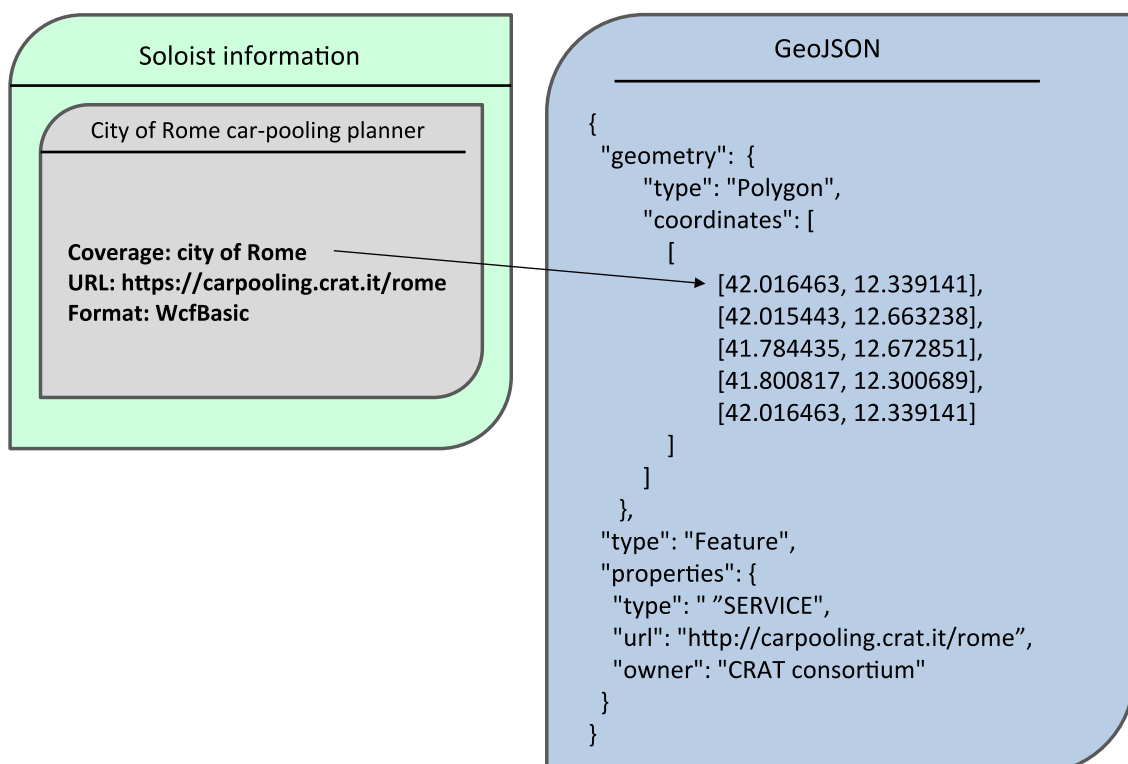 Soloist information
City of Rome car-pooling planner
Coverage: city of Rome
URL: https://carpooling.crat.it/rome
Format: WcfBasic
GeoJSON
{
"geometry": {
"type": "Polygon",
"coordinates": [
[
[42.016463, 12.339141],
[42.015443, 12.663238],
[41.784435, 12.672851],
[41.800817, 12.300689],
[42.016463, 12.339141]
]
]
},
"type": "Feature",
"properties": {
"type": " ”SERVICE",
"url": "http://carpooling.crat.it/rome”,
"owner": "CRAT consortium"
}
}